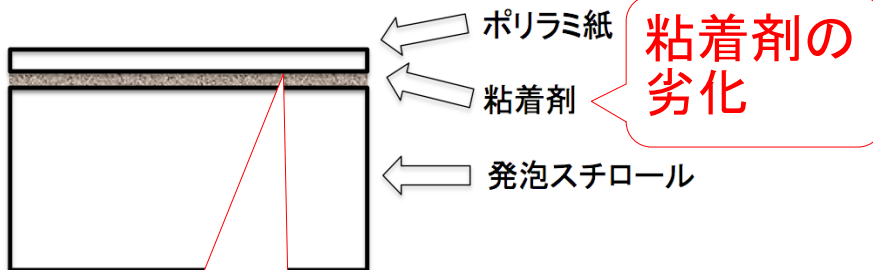 ポリラミ紙
粘着剤
発泡スチロール
粘着剤の
劣化